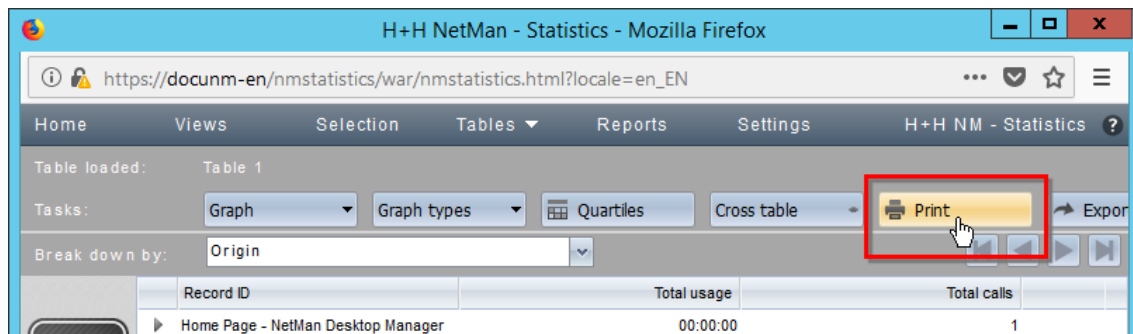 H+H NetMan - Statistics - Mozilla Firefox
https://docunm-en/nmstatistics/war/nmstatistics.html?locale=en_EN
Home Views Selection Tables Reports Settings H+H NM - Statistics ?
Table loaded: Table 1
Tasks: Graph Graph types Quartiles Cross table Print Expor
Break down by: Origin
Record ID Total usage Total calls
Home Page - NetMan Desktop Manager 00:00:00 1